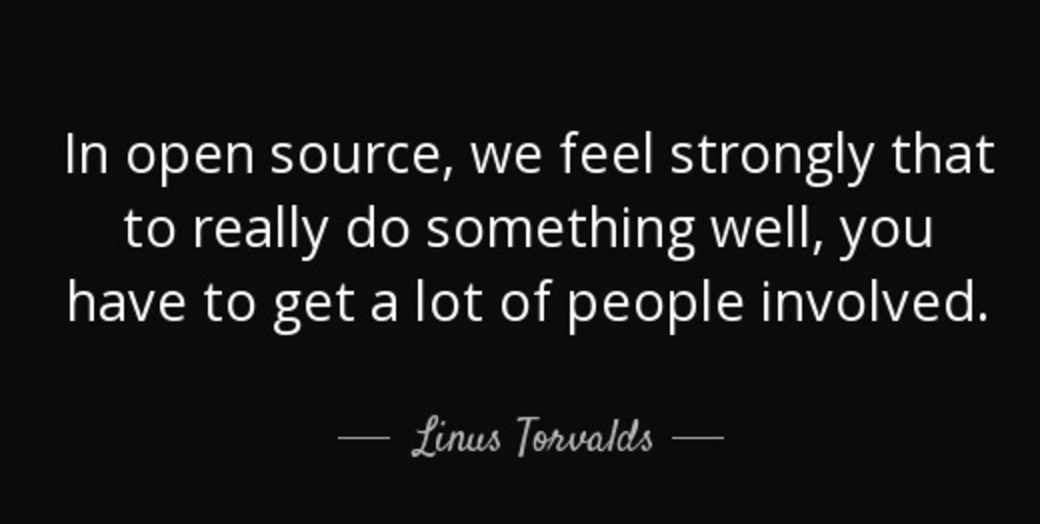 In open source, we feel strongly that
to really do something well, you
have to get a lot of people involved.
Linus Torvalds